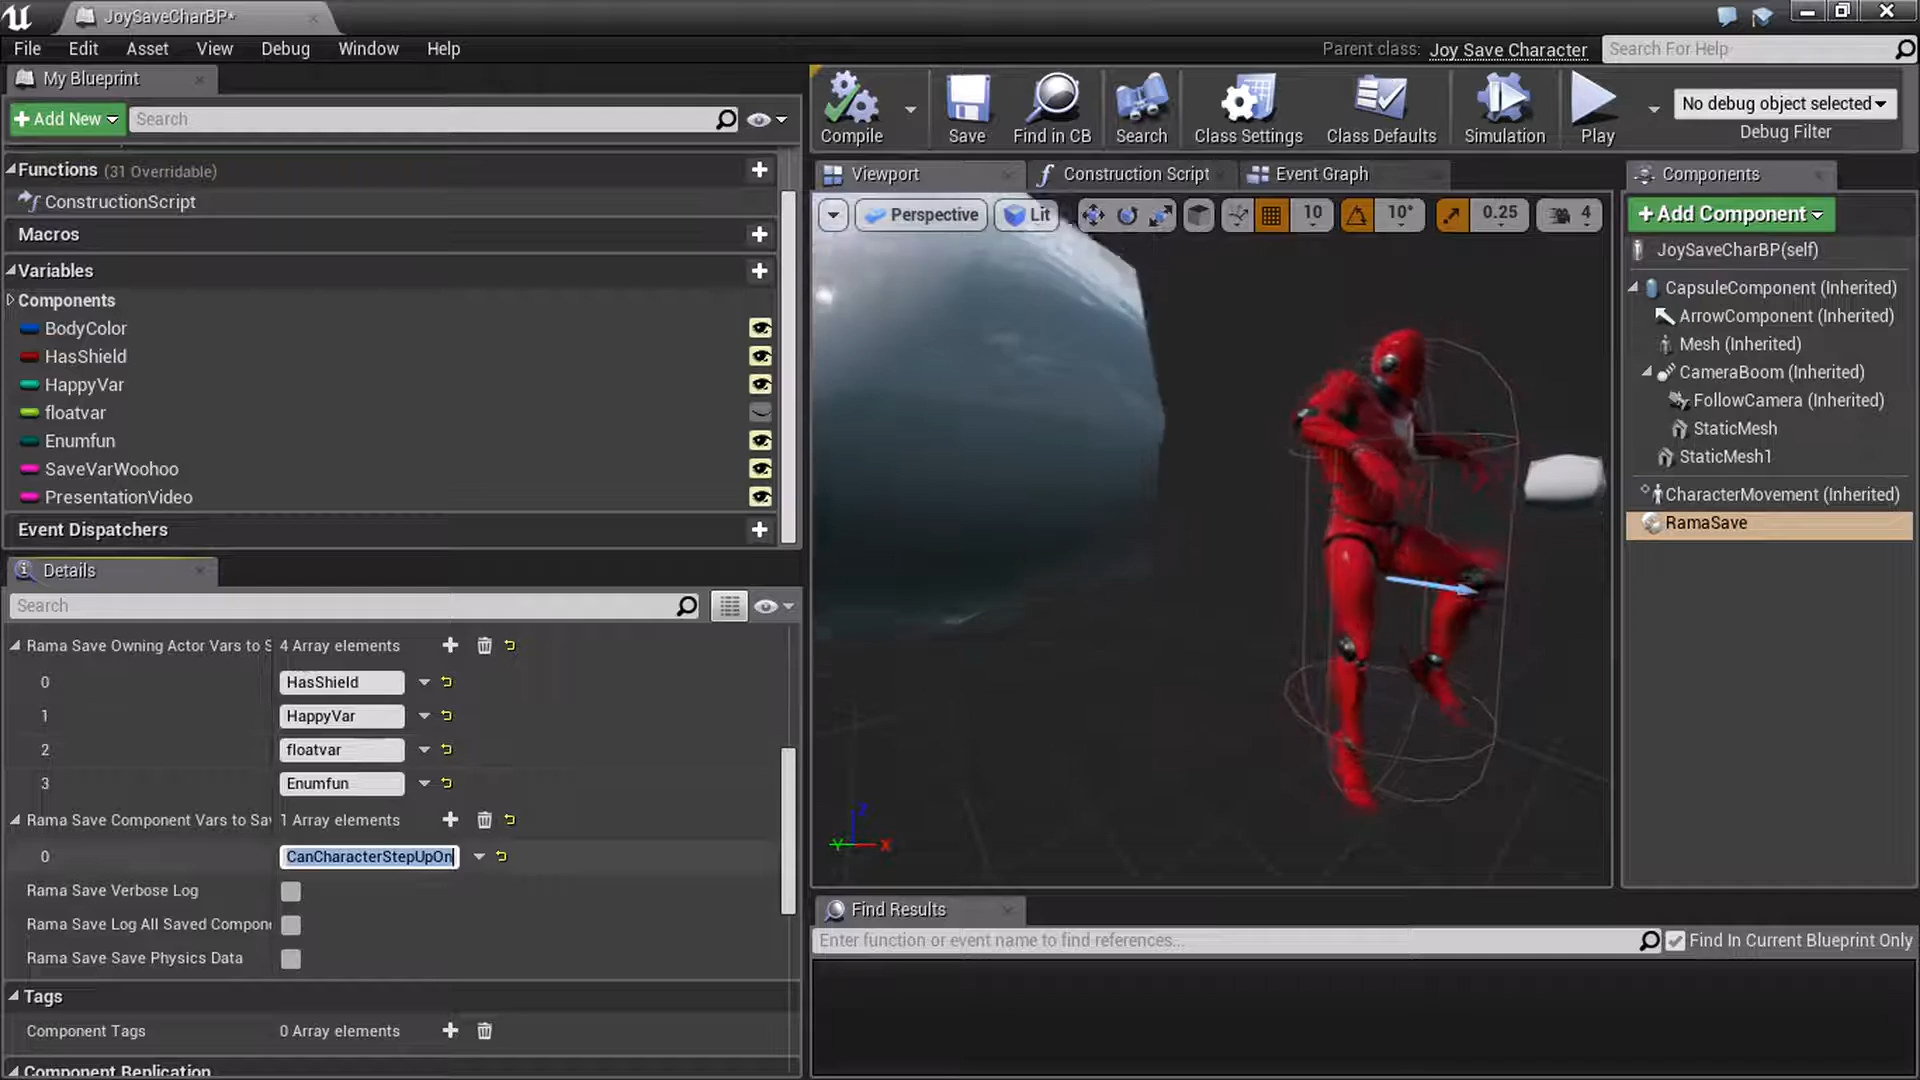 JoySaveCharBP*
File Edit Asset View Debug Window Help
Parent class: Joy Save Character
Search For Help
My Blueprint
Add New
Search
Functions (31 Overridable)
ConstructionScript
Macros
Variables
Components
BodyColor
HasShield
HappyVar
floatvar
Enumfun
SaveVarWoohoo
PresentationVideo
Event Dispatchers
Details
Search
Rama Save Owning Actor Vars to S 4 Array elements
0 HasShield
1 HappyVar
2 floatvar
3 Enumfun
Rama Save Component Vars to Sav 1 Array elements
0 CanCharacterStepUpOn
Rama Save Verbose Log
Rama Save Log All Saved Compone
Rama Save Save Physics Data
Tags
Component Tags 0 Array elements
Component Replication
Compile Save Find in CB Search Class Settings Class Defaults Simulation Play
No debug object selected
Debug Filter
Viewport Construction Script Event Graph
Perspective Lit 10 10° 0.25 4
Z
Y X
Find Results
Enter function or event name to find references...
Find In Current Blueprint Only
Components
Add Component
JoySaveCharBP(self)
CapsuleComponent (Inherited)
ArrowComponent (Inherited)
Mesh (Inherited)
CameraBoom (Inherited)
FollowCamera (Inherited)
StaticMesh
StaticMesh1
CharacterMovement (Inherited)
RamaSave